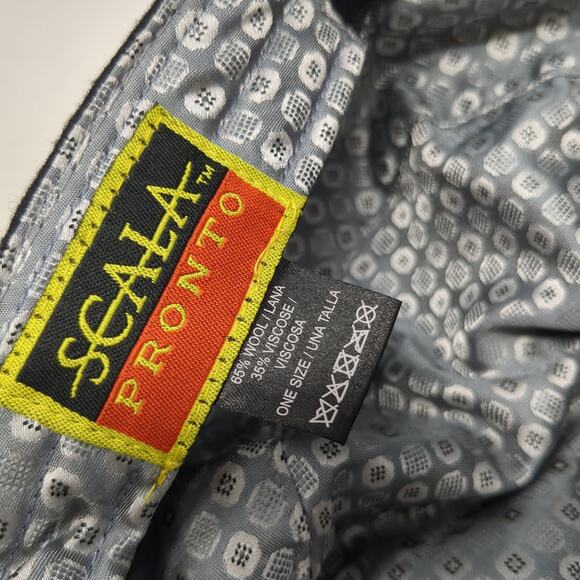 SCALA™
PRONTO
65% WOOL / LANA
35% VISCOSE /
VISCOSA
ONE SIZE / UNA TALLA